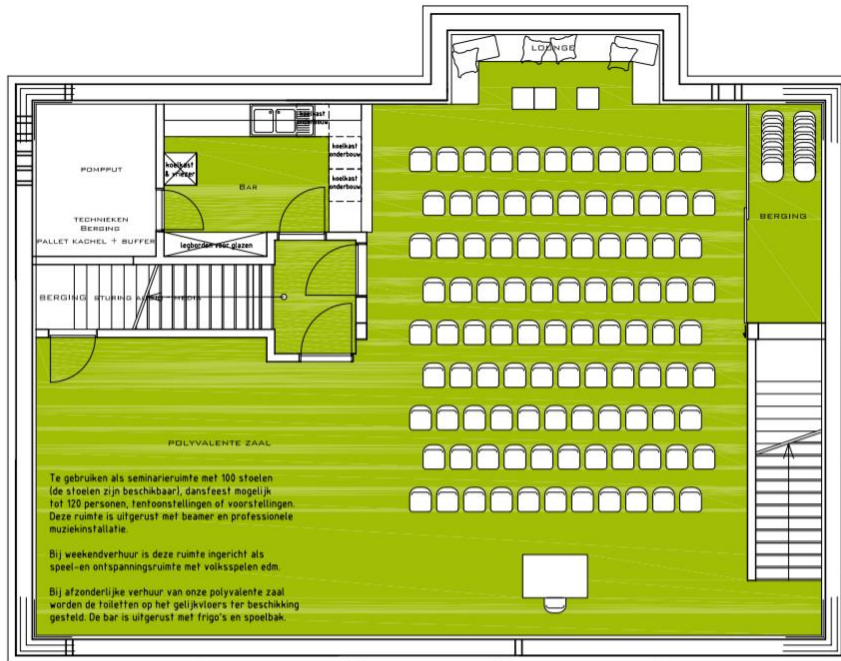 LOUNGE
koelkast
onderbouw
POMPPUT
koelkast
& vriezer
BAR
koelkast
onderbouw
koelkast
onderbouw
TECHNIEKEN
BERGING
PALLET KACHEL + BUFFER
legborden voor glazen
BERGING
BERGING STURING AUDIO - MEDIA
POLYVALENTE ZAAL
Te gebruiken als seminarieruimte met 100 stoelen
(de stoelen zijn beschikbaar), dansfeest mogelijk
tot 120 personen, tentoonstellingen of voorstellingen.
Deze ruimte is uitgerust met beamer en professionele
muziekinstallatie.
Bij weekendverhuur is deze ruimte ingericht als
speel-en ontspanningsruimte met volksspelen edm.
Bij afzonderlijke verhuur van onze polyvalente zaal
worden de toiletten op het gelijkvloers ter beschikking
gesteld. De bar is uitgerust met frigo's en spoelbak.